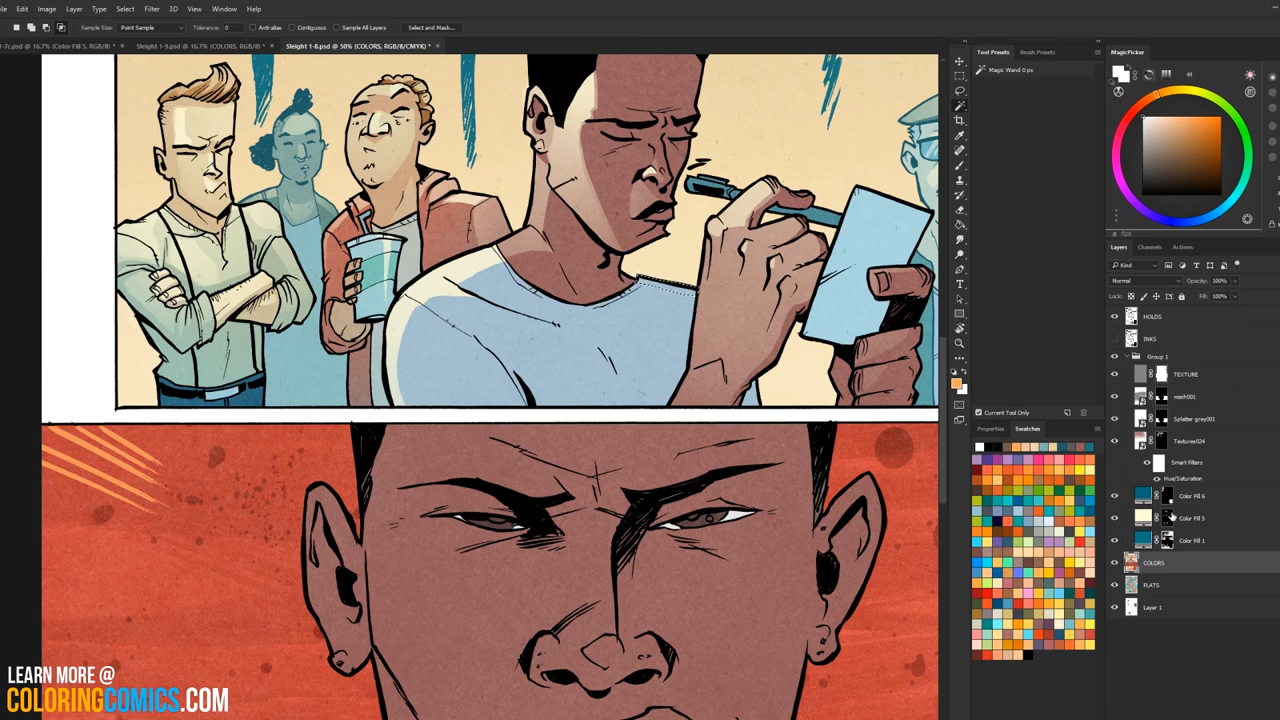 Edit Image Layer Type Select Filter 3D View Window Help
Sample Size: Point Sample Tolerance: 0 Anti-alias Contiguous Sample All Layers Select and Mask...
Sleight 1-9.psd @ 16.7% (COLORS, RGB/8) * Sleight 1-8.psd @ 50% (COLORS, RGB/8/CMYK) *
Tool Presets Brush Presets
Magic Wand 0 px
Current Tool Only
Properties Swatches
MagicPicker
Layers Channels Actions
Kind
Normal Opacity: 100%
Lock: Fill: 100%
HOLDS
INKS
Group 1
TEXTURE
wash001
Splatter grey001
Textures024
Smart Filters
Hue/Saturation
Color Fill 6
Color Fill 5
Color Fill 1
COLORS
FLATS
Layer 1
LEARN MORE @
COLORINGCOMICS.COM